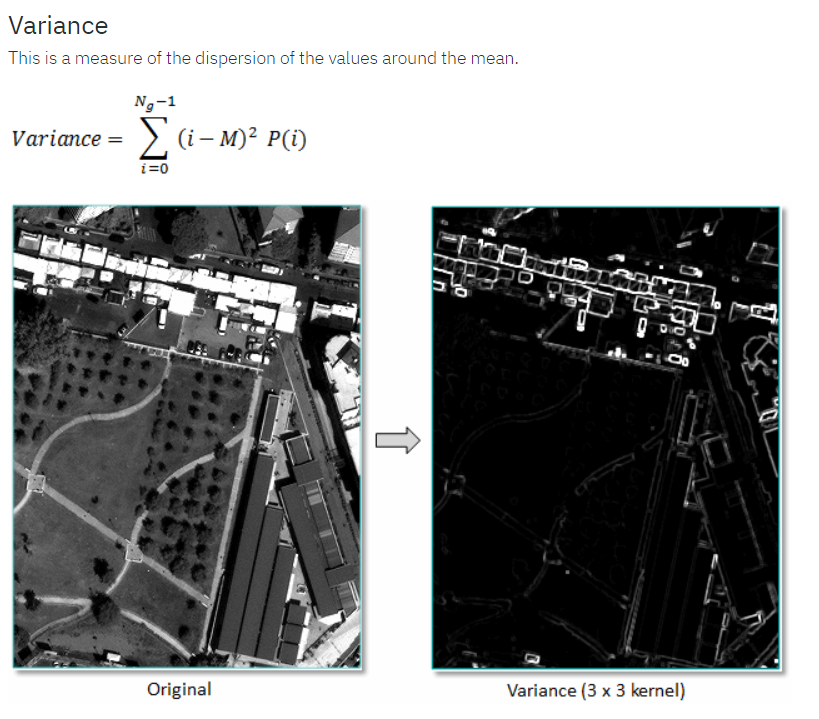 Variance
This is a measure of the dispersion of the values around the mean.
N_g−1
Variance = ∑ (i − M)² P(i)
i=0
Original
Variance (3 x 3 kernel)